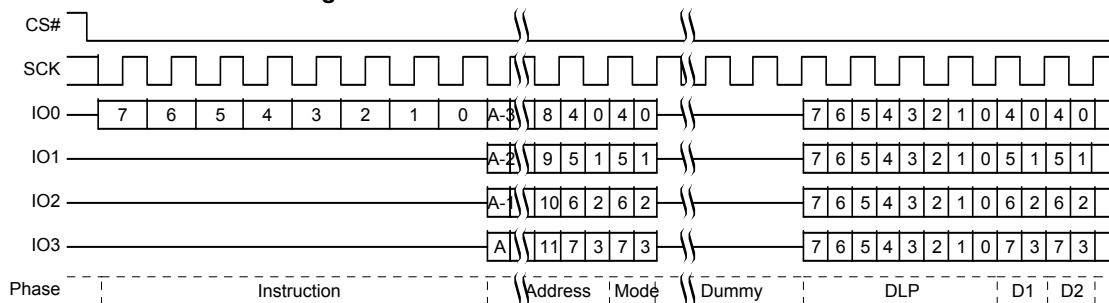 CS#
SCK
IO0 7 6 5 4 3 2 1 0 A-3 8 4 0 4 0 7 6 5 4 3 2 1 0 4 0 4 0
IO1 A-2 9 5 1 5 1 7 6 5 4 3 2 1 0 5 1 5 1
IO2 A-1 10 6 2 6 2 7 6 5 4 3 2 1 0 6 2 6 2
IO3 A 11 7 3 7 3 7 6 5 4 3 2 1 0 7 3 7 3
Phase Instruction Address Mode Dummy DLP D1 D2